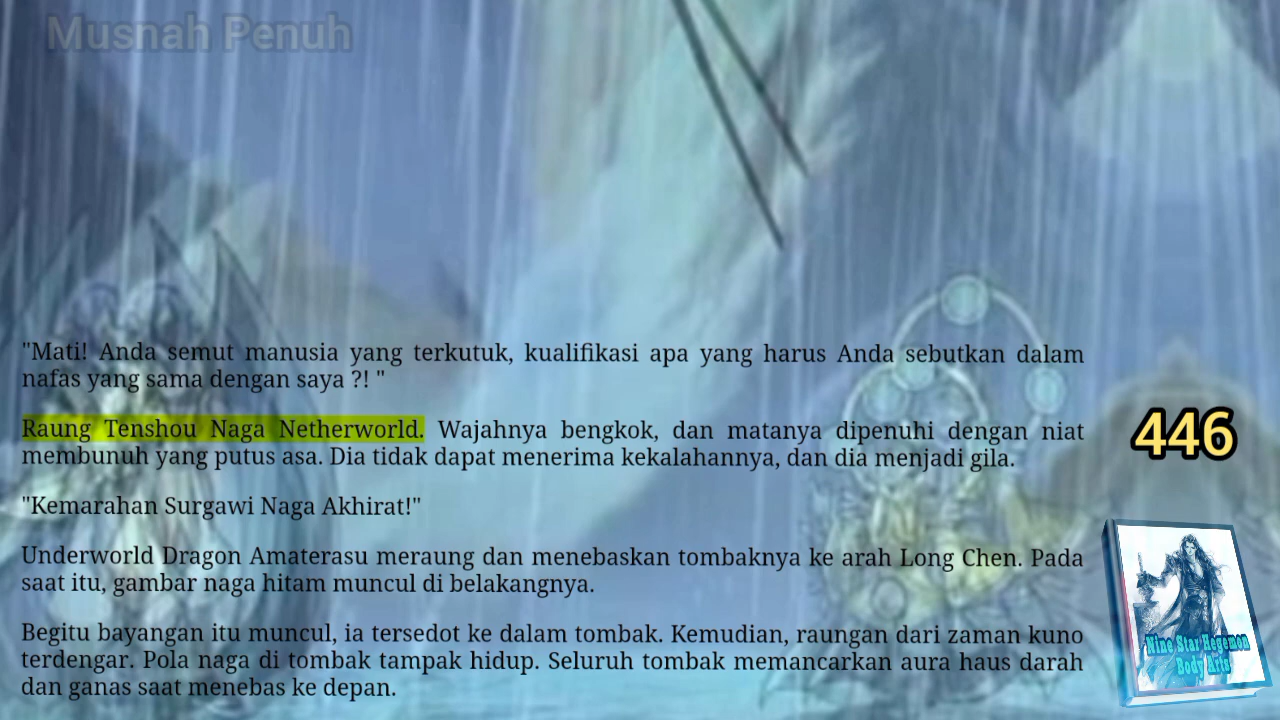 Musnah Penuh
"Mati! Anda semut manusia yang terkutuk, kualifikasi apa yang harus Anda sebutkan dalam
nafas yang sama dengan saya ?! "
Raung Tenshou Naga Netherworld. Wajahnya bengkok, dan matanya dipenuhi dengan niat
membunuh yang putus asa. Dia tidak dapat menerima kekalahannya, dan dia menjadi gila.
"Kemarahan Surgawi Naga Akhirat!"
Underworld Dragon Amaterasu meraung dan menebaskan tombaknya ke arah Long Chen. Pada
saat itu, gambar naga hitam muncul di belakangnya.
Begitu bayangan itu muncul, ia tersedot ke dalam tombak. Kemudian, raungan dari zaman kuno
terdengar. Pola naga di tombak tampak hidup. Seluruh tombak memancarkan aura haus darah
dan ganas saat menebas ke depan.
446
Nine Star Hegemon
Body Arts